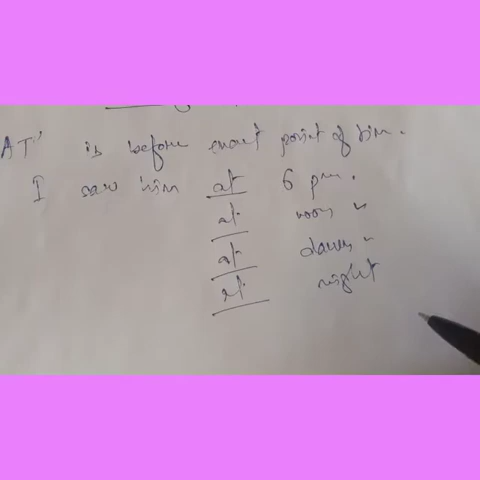 AT' is before exact point of time.
I saw him at 6 pm.
at noon "
at dawn "
at night